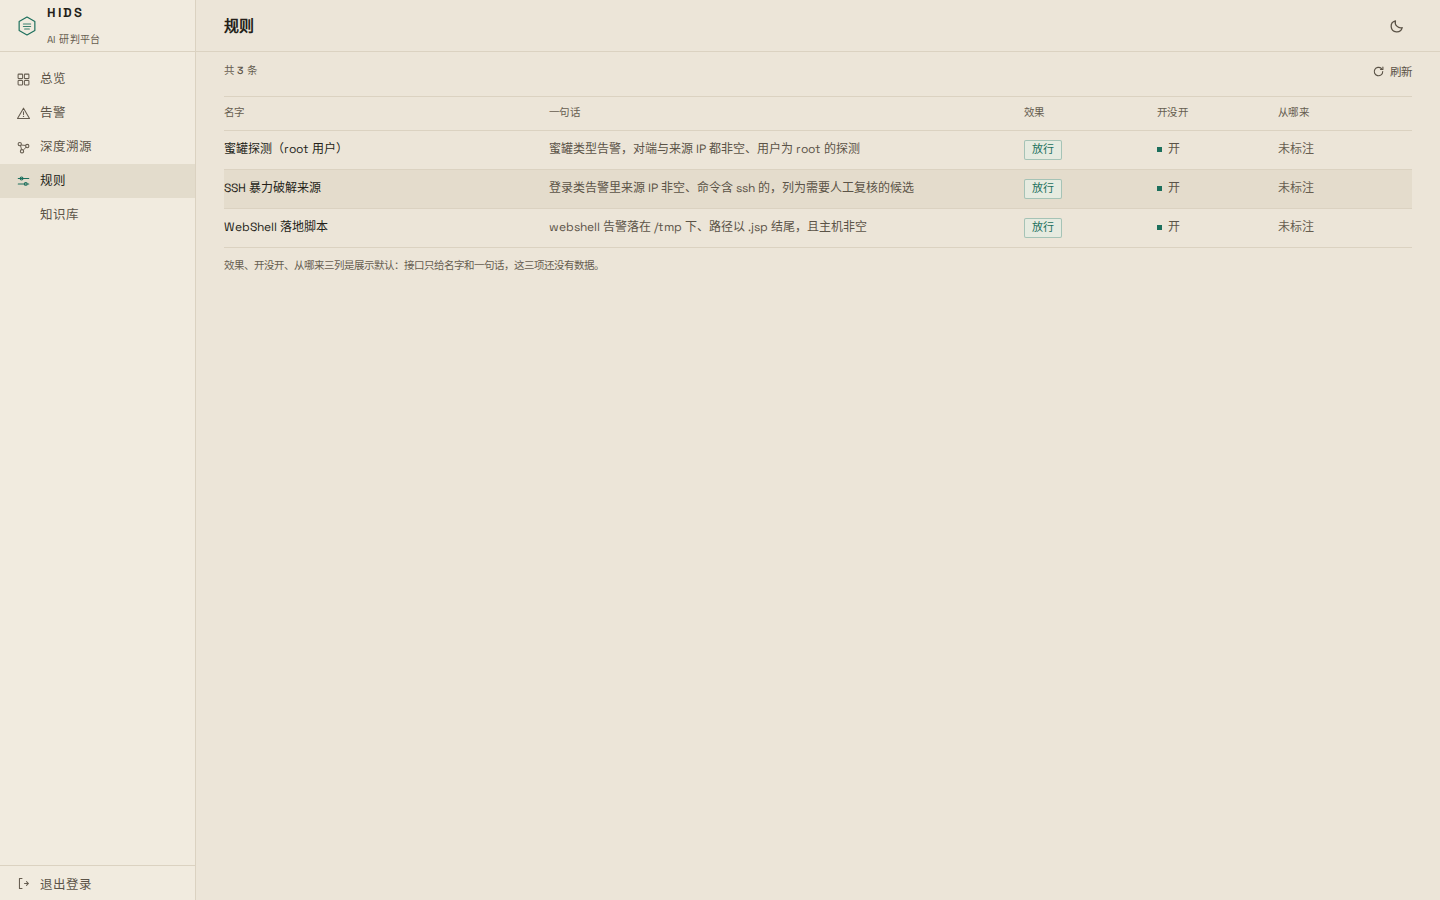 HIDS
AI 研判平台
总览
告警
深度溯源
规则
知识库
退出登录
规则
共 3 条
刷新
名字 一句话 效果 开没开 从哪来
蜜罐探测（root 用户） 蜜罐类型告警，对端与来源 IP 都非空、用户为 root 的探测 放行 开 未标注
SSH 暴力破解来源 登录类告警里来源 IP 非空、命令含 ssh 的，列为需要人工复核的候选 放行 开 未标注
WebShell 落地脚本 webshell 告警落在 /tmp 下、路径以 .jsp 结尾，且主机非空 放行 开 未标注
效果、开没开、从哪来三列是展示默认：接口只给名字和一句话，这三项还没有数据。